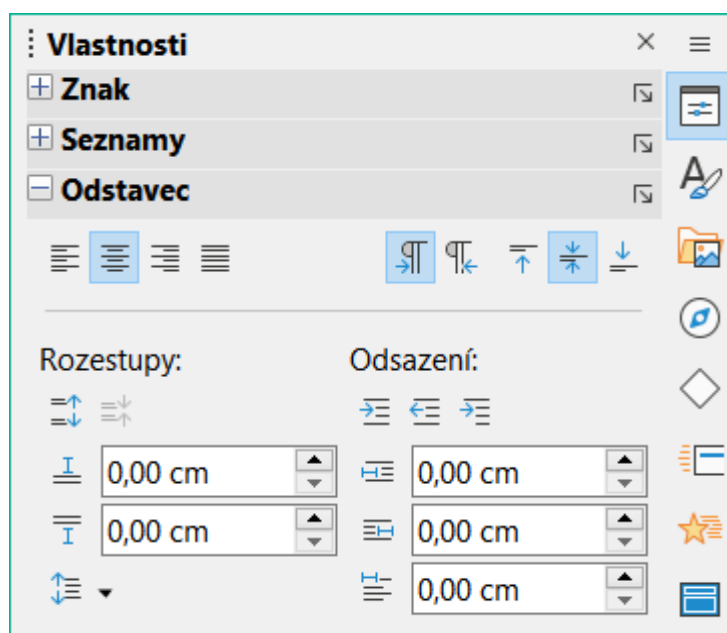 Vlastnosti
Znak
Seznamy
Odstavec
Rozestupy: Odsazení:
0,00 cm 0,00 cm
0,00 cm 0,00 cm
0,00 cm